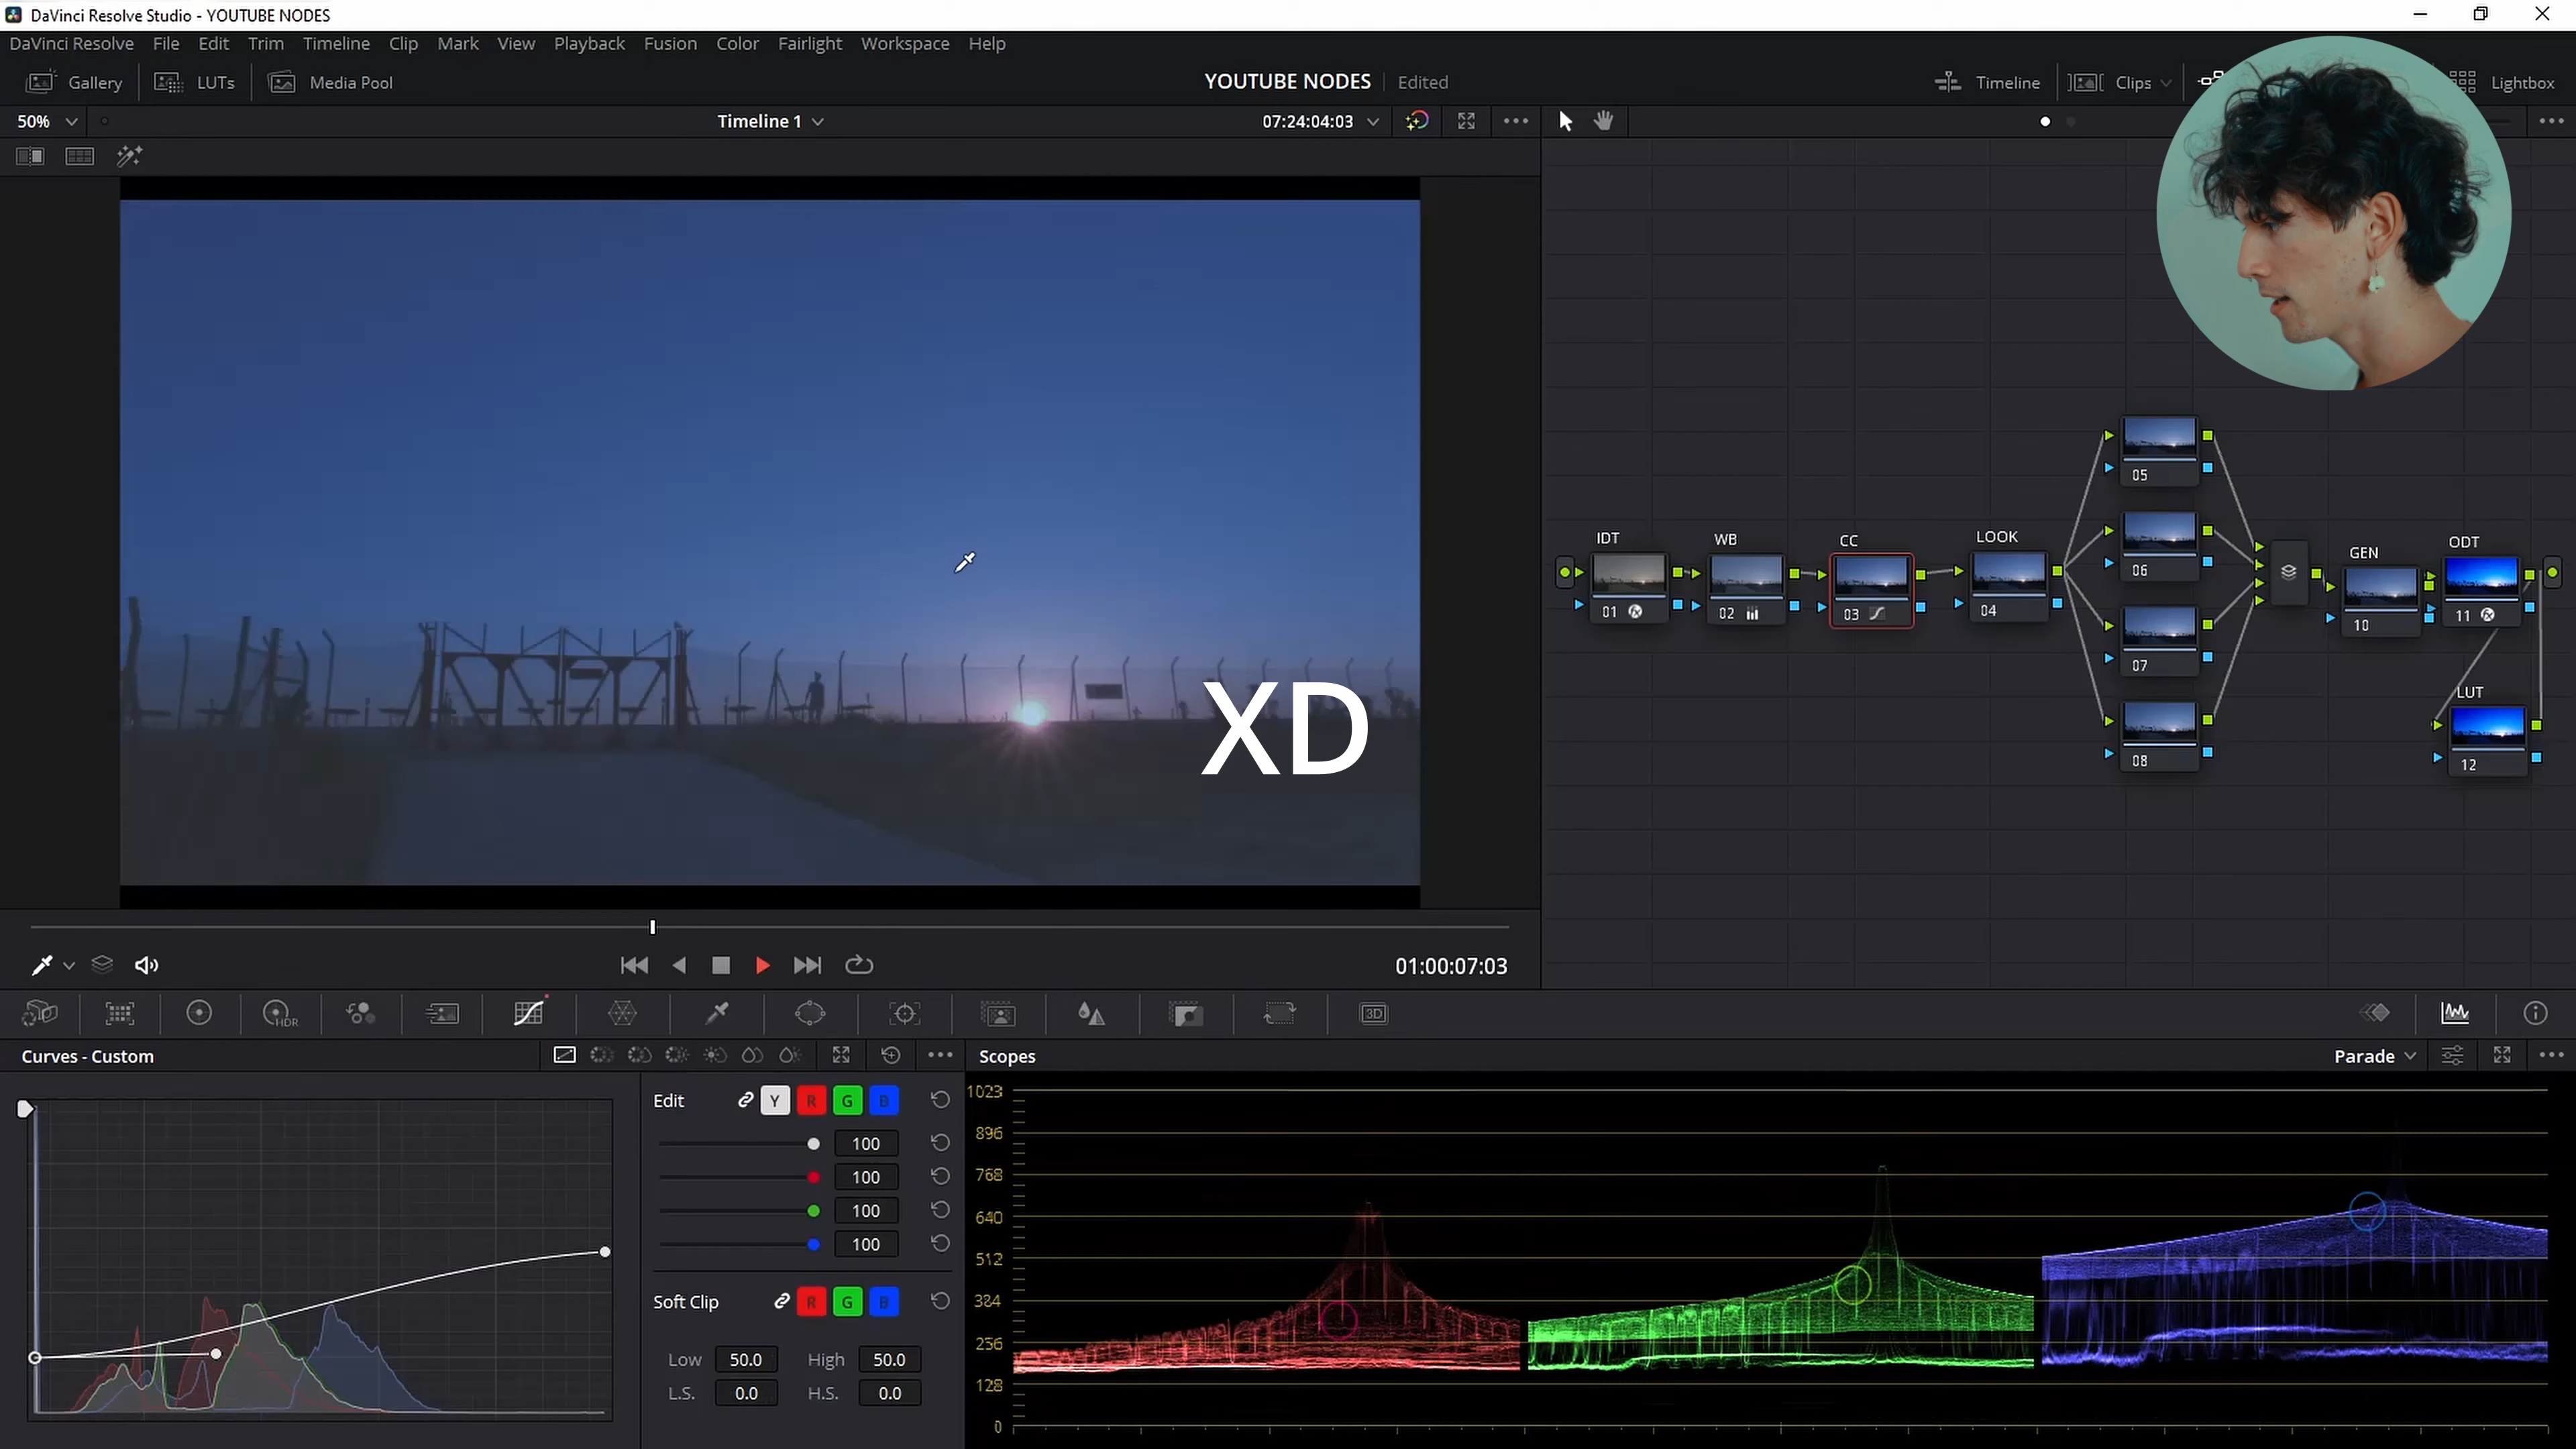 DaVinci Resolve Studio - YOUTUBE NODES
DaVinci Resolve File Edit Trim Timeline Clip Mark View Playback Fusion Color Fairlight Workspace Help
Gallery LUTs Media Pool YOUTUBE NODES Edited Timeline Clips Lightbox
50% Timeline 1 07:24:04:03
XD
05
06
07
08
IDT WB CC LOOK GEN ODT
01 02 03 04 10 11
LUT
12
01:00:07:03
HDR 3D
Curves - Custom Scopes Parade
Edit Y R G B
100
100
100
100
Soft Clip R G B
Low 50.0 High 50.0
L.S. 0.0 H.S. 0.0
1023
896
768
640
512
384
256
128
0